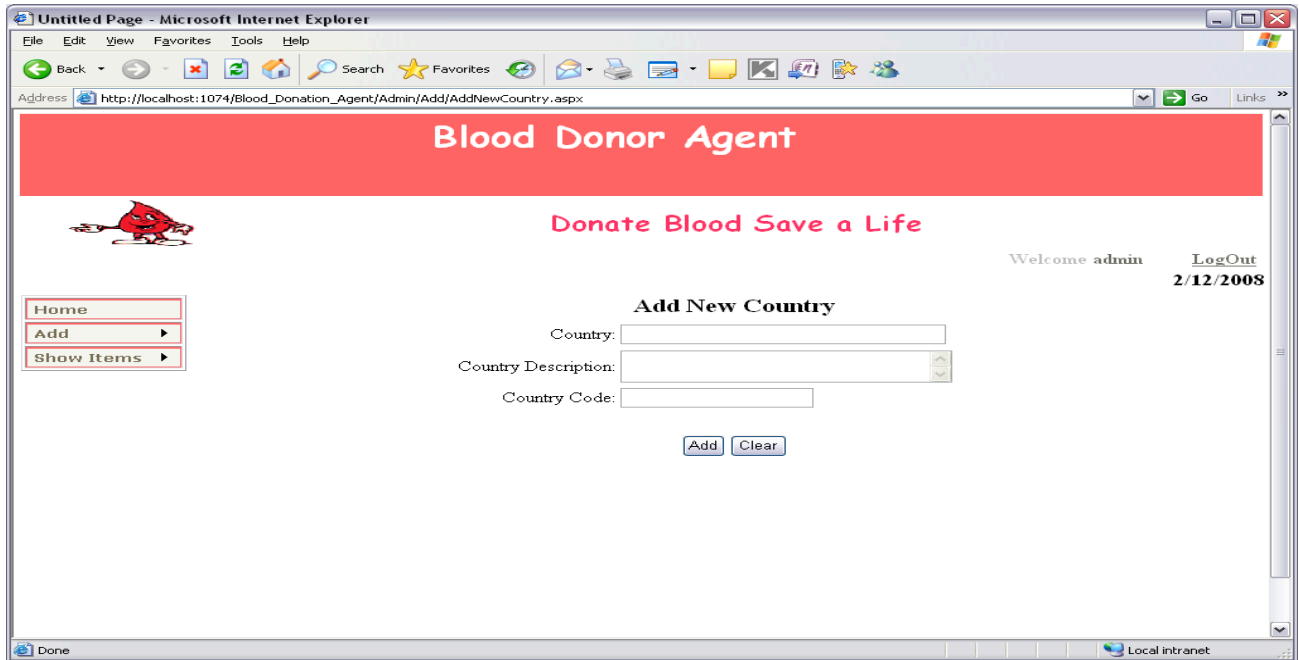 Untitled Page - Microsoft Internet Explorer
File Edit View Favorites Tools Help
Back Search Favorites
Address http://localhost:1074/Blood_Donation_Agent/Admin/Add/AddNewCountry.aspx Go Links »
Blood Donor Agent
Donate Blood Save a Life
Welcome admin LogOut
2/12/2008
Home
Add
Show Items
Add New Country
Country:
Country Description:
Country Code:
Add Clear
Done Local intranet